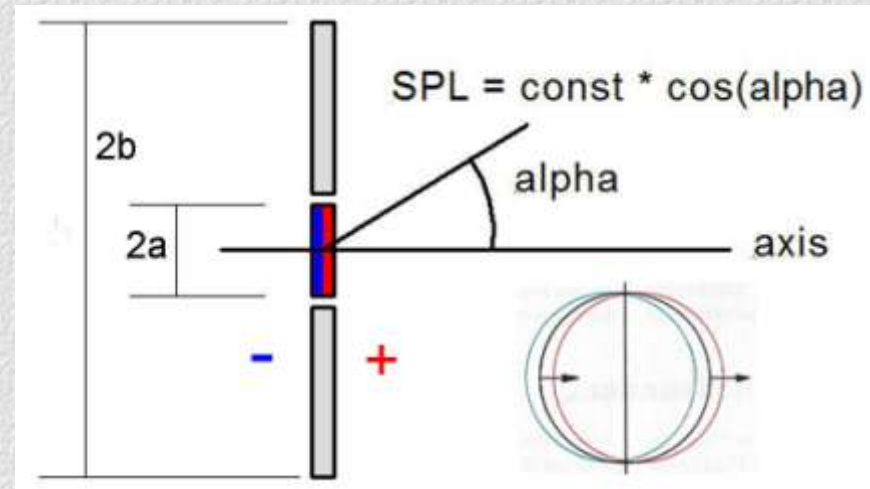 SPL = const * cos(alpha)
2b
alpha
2a
axis
- +